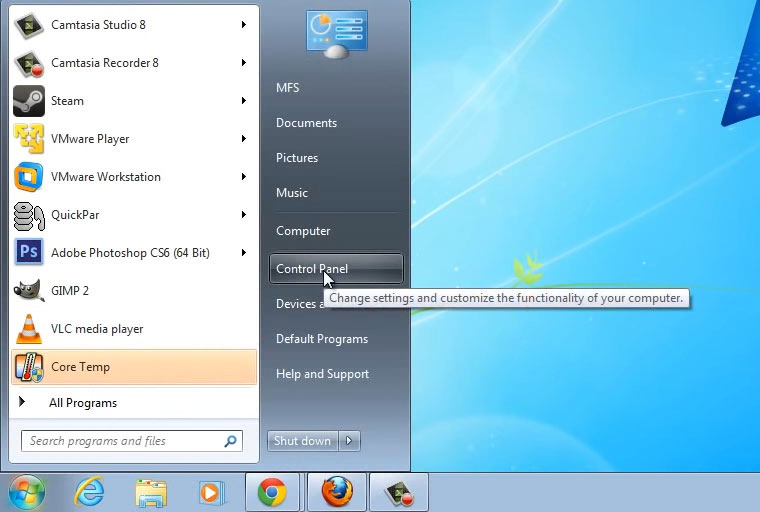 Camtasia Studio 8
Camtasia Recorder 8
Steam
VMware Player
VMware Workstation
QuickPar
Ps
Adobe Photoshop CS6 (64 Bit)
GIMP 2
VLC media player
Core Temp
All Programs
Search programs and files
MFS
Documents
Pictures
Music
Computer
Control Panel
Change settings and customize the functionality of your computer.
Devices
Default Programs
Help and Support
Shut down